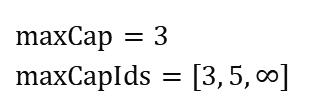 maxCap = 3
maxCapIds = [3, 5, ∞]